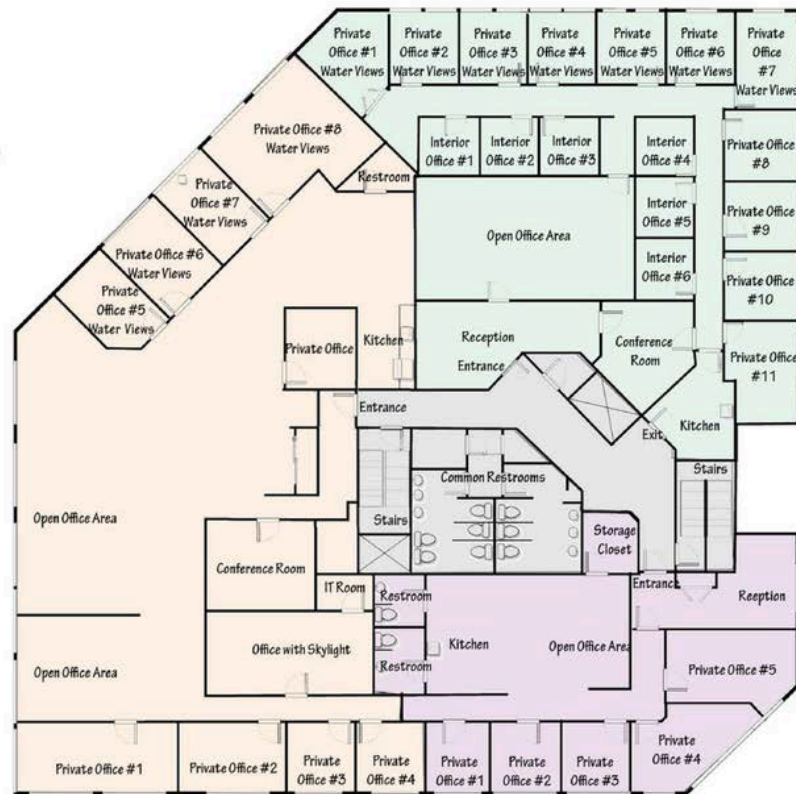 Private
Office #1
Water Views
Private
Office #2
Water Views
Private
Office #3
Water Views
Private
Office #4
Water Views
Private
Office #5
Water Views
Private
Office #6
Water Views
Private
Office
#7
Water Views
Private Office #8
Water Views
Interior
Office #1
Interior
Office #2
Interior
Office #3
Interior
Office #4
Private
Office
#8
Restroom
Private
Office #7
Water Views
Interior
Office #5
Private
Office
#9
Open Office Area
Private Office #6
Water Views
Interior
Office #6
Private
Office
#10
Private
Office #5
Water Views
Private Office
Kitchen
Reception
Entrance
Conference
Room
Private
Office
#11
Entrance
Exit
Kitchen
Common Restrooms
Stairs
Open Office Area
Stairs
Storage
Closet
Conference Room
IT Room
Restroom
Entrance
Reception
Office with Skylight
Kitchen
Open Office Area
Restroom
Private Office #5
Open Office Area
Private Office #1
Private Office #2
Private
Office #3
Private
Office #4
Private
Office #1
Private
Office #2
Private
Office #3
Private
Office #4